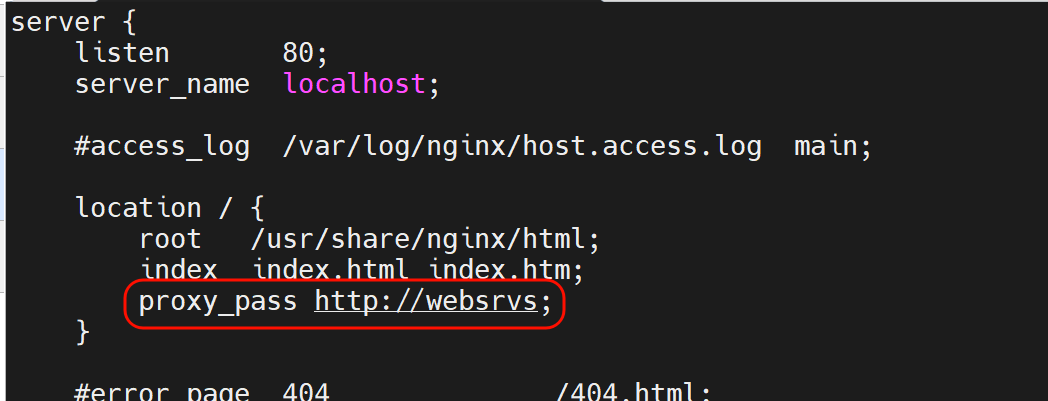 server {
    listen       80;
    server_name  localhost;

    #access_log  /var/log/nginx/host.access.log  main;

    location / {
        root   /usr/share/nginx/html;
        index  index.html index.htm;
        proxy_pass http://websrvs;
    }

    #error_page  404              /404.html;